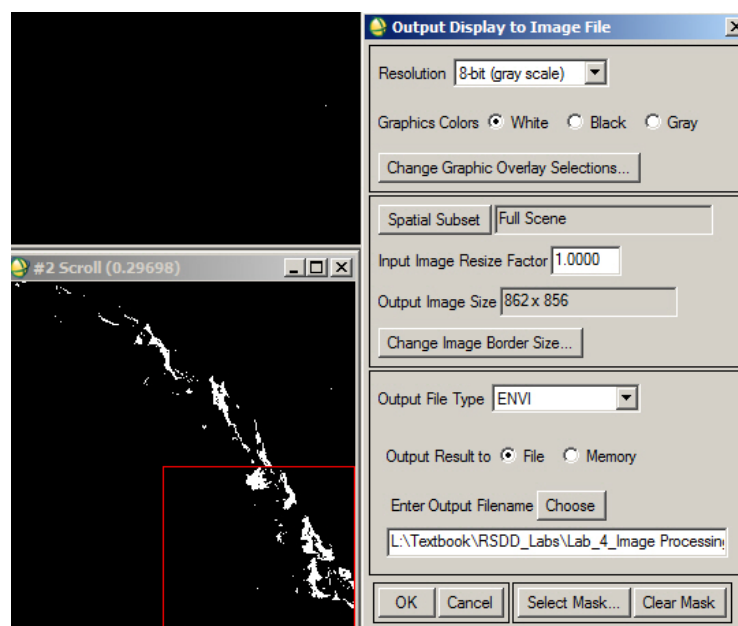 Output Display to Image File
Resolution 8-bit (gray scale)
Graphics Colors White Black Gray
Change Graphic Overlay Selections...
Spatial Subset Full Scene
#2 Scroll (0.29698)
Input Image Resize Factor 1.0000
Output Image Size 862 x 856
Change Image Border Size...
Output File Type ENVI
Output Result to File Memory
Enter Output Filename Choose
L:\Textbook\RSDD_Labs\Lab_4_Image Processing
OK Cancel Select Mask... Clear Mask